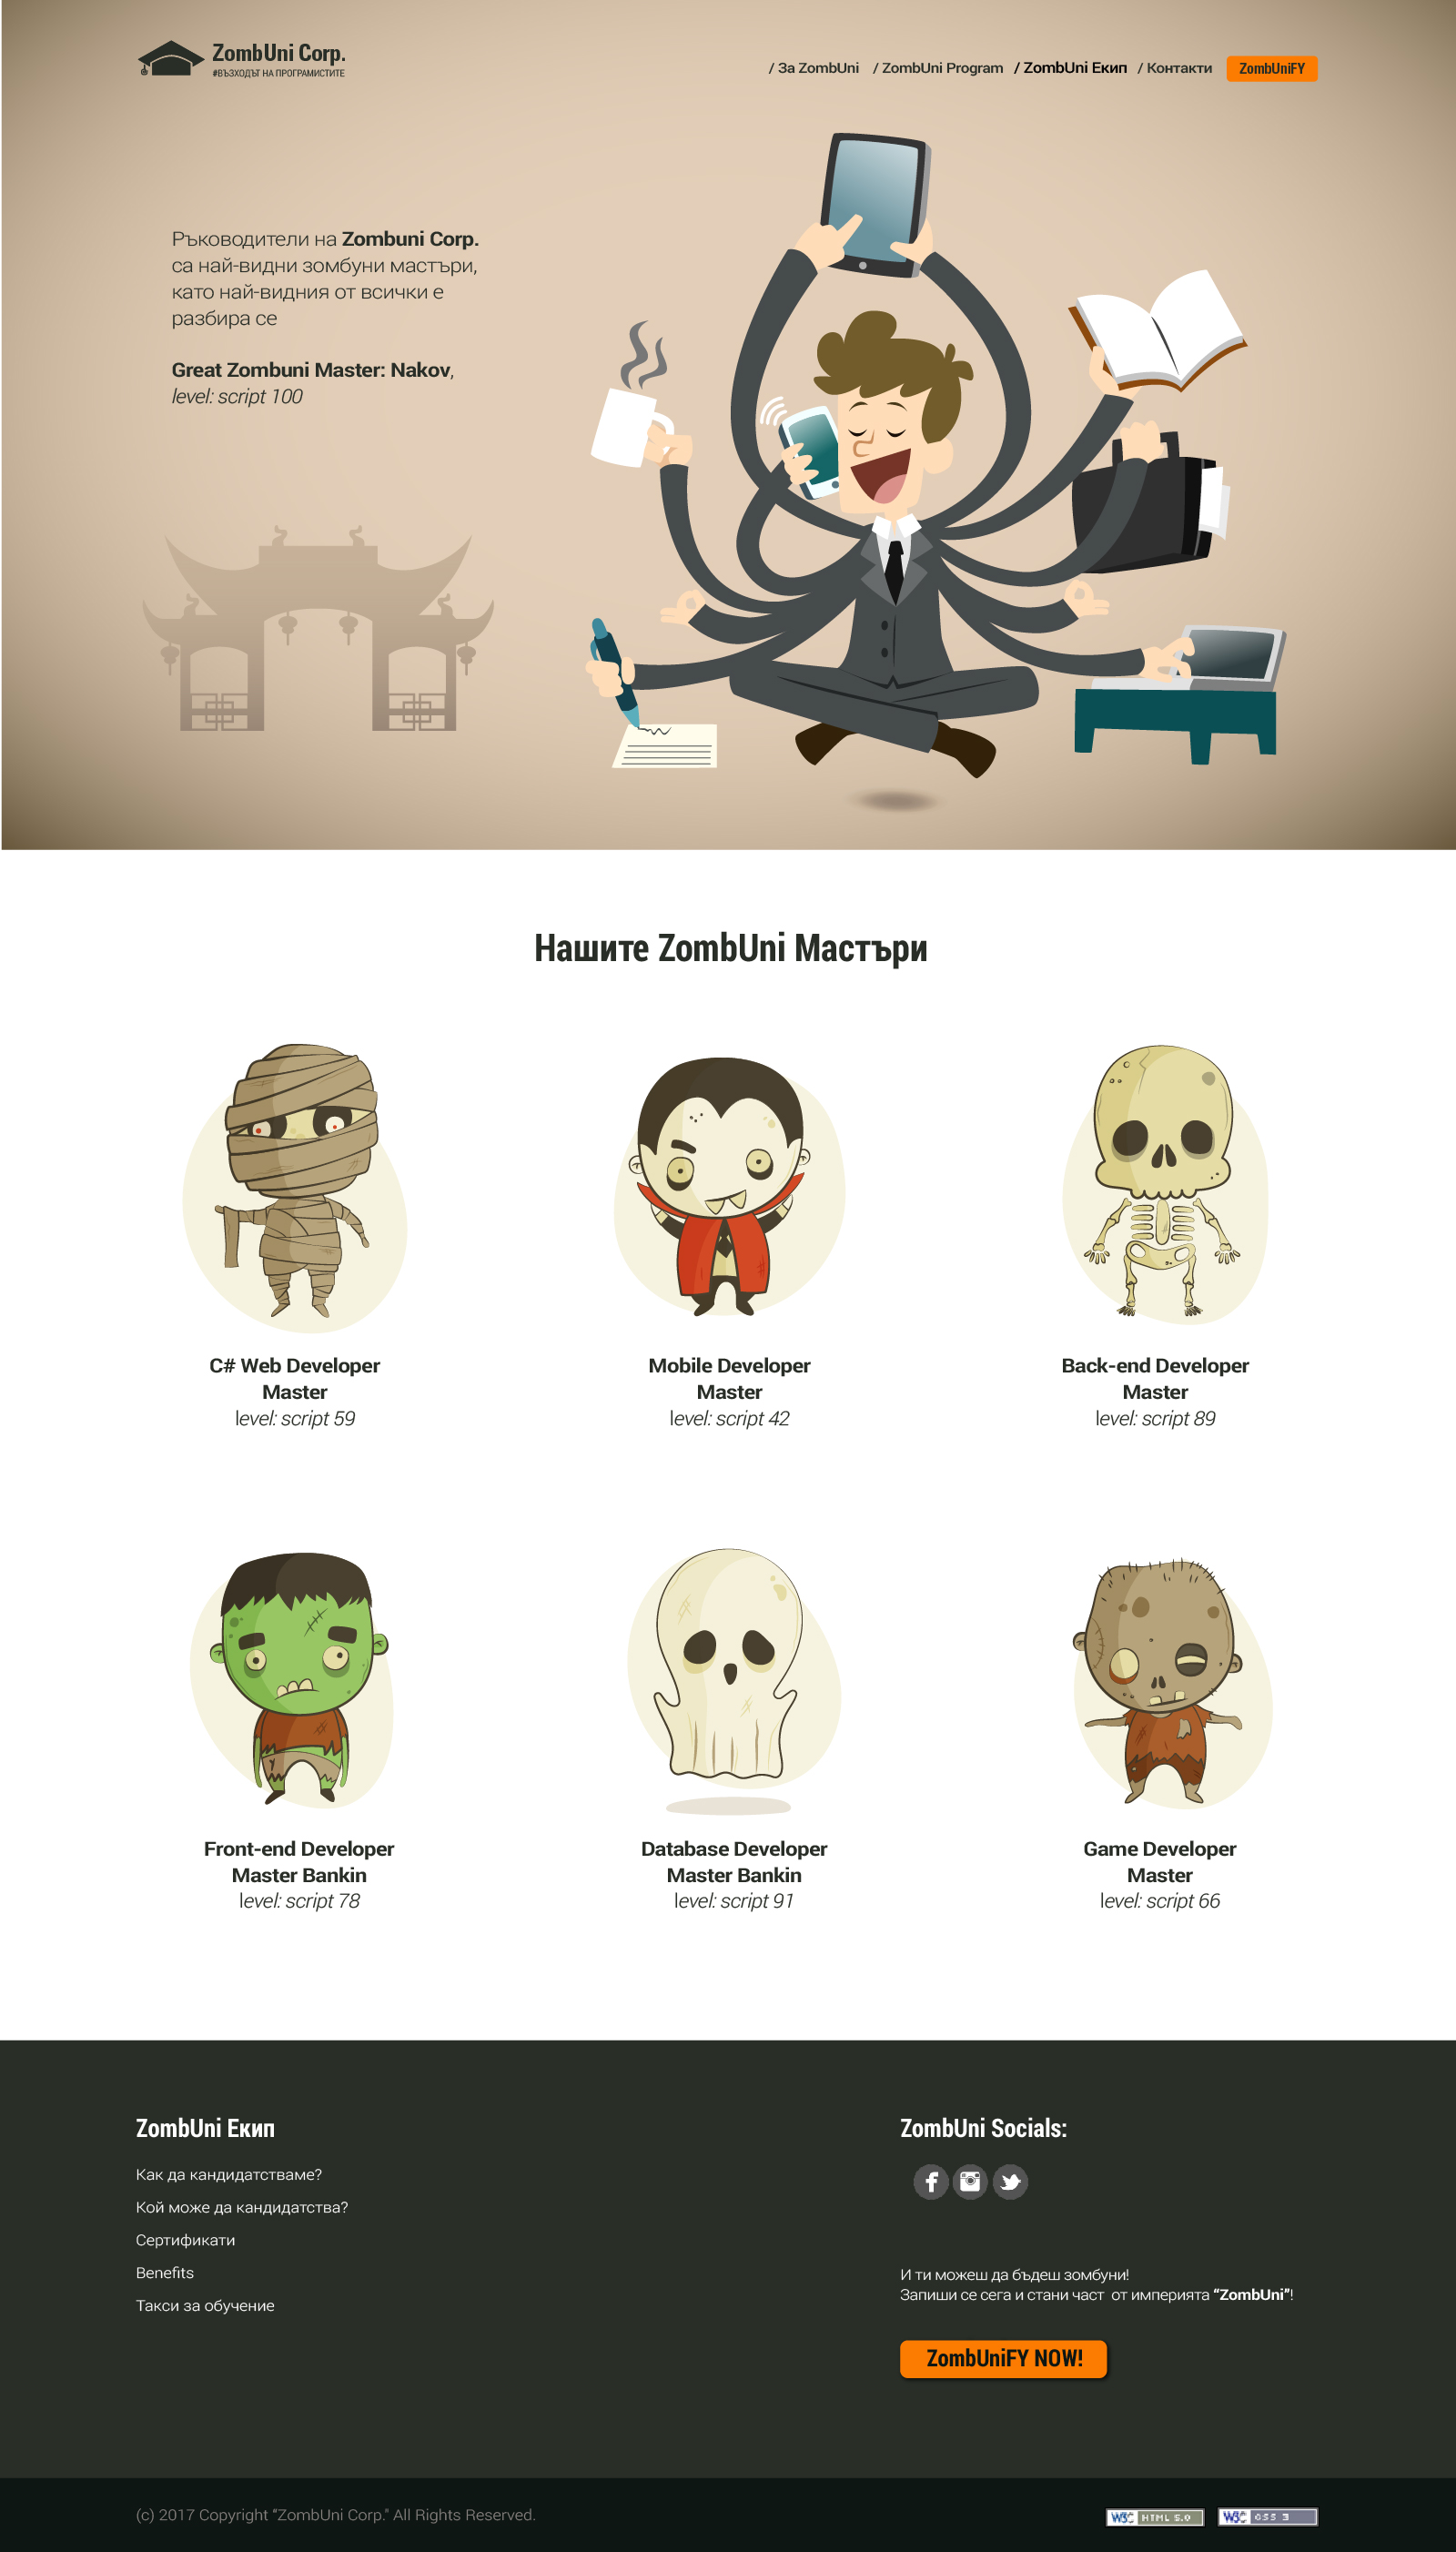 ZombUni Corp.
#ВЪЗХОДЪТ НА ПРОГРАМИСТИТЕ
/ За ZombUni / ZombUni Program / ZombUni Екип / Контакти ZombUniFY
Ръководители на Zombuni Corp.
са най-видни зомбуни мастъри,
като най-видния от всички е
разбира се
Great Zombuni Master: Nakov,
level: script 100
Нашите ZombUni Мастъри
C# Web Developer
Master
level: script 59
Mobile Developer
Master
level: script 42
Back-end Developer
Master
level: script 89
Front-end Developer
Master Bankin
level: script 78
Database Developer
Master Bankin
level: script 91
Game Developer
Master
level: script 66
ZombUni Екип
Как да кандидатстваме?
Кой може да кандидатства?
Сертификати
Benefits
Такси за обучение
ZombUni Socials:
И ти можеш да бъдеш зомбуни!
Запиши се сега и стани част от империята “ZombUni”!
ZombUniFY NOW!
(c) 2017 Copyright “ZombUni Corp." All Rights Reserved.
W3C HTML 5.0
W3C CSS 3